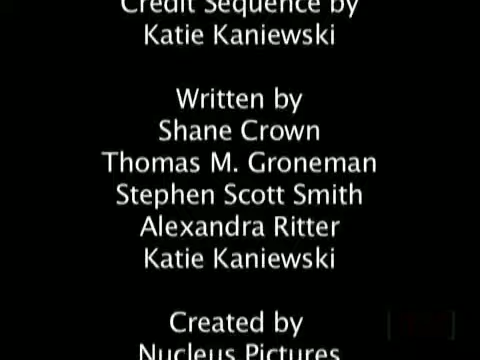 Credit Sequence by
Katie Kaniewski
Written by
Shane Crown
Thomas M. Groneman
Stephen Scott Smith
Alexandra Ritter
Katie Kaniewski
Created by
Nucleus Pictures